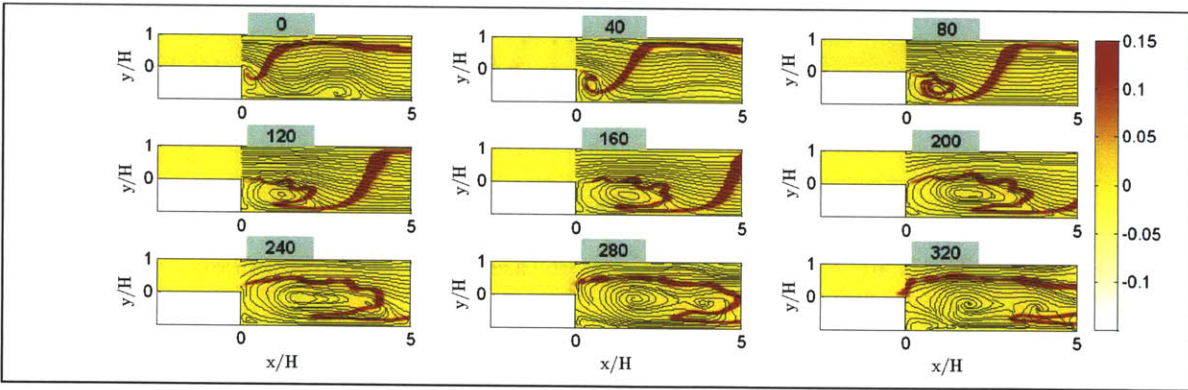 0 40 80
1 1 1 0.15
y/H y/H y/H
0 0 0 0.1
0 5 0 5 0 5
120 160 200 0.05
1 1 1
y/H y/H y/H 0
0 0 0
0 5 0 5 0 5 -0.05
240 280 320
1 1 1
y/H y/H y/H -0.1
0 0 0
0 5 0 5 0 5
x/H x/H x/H